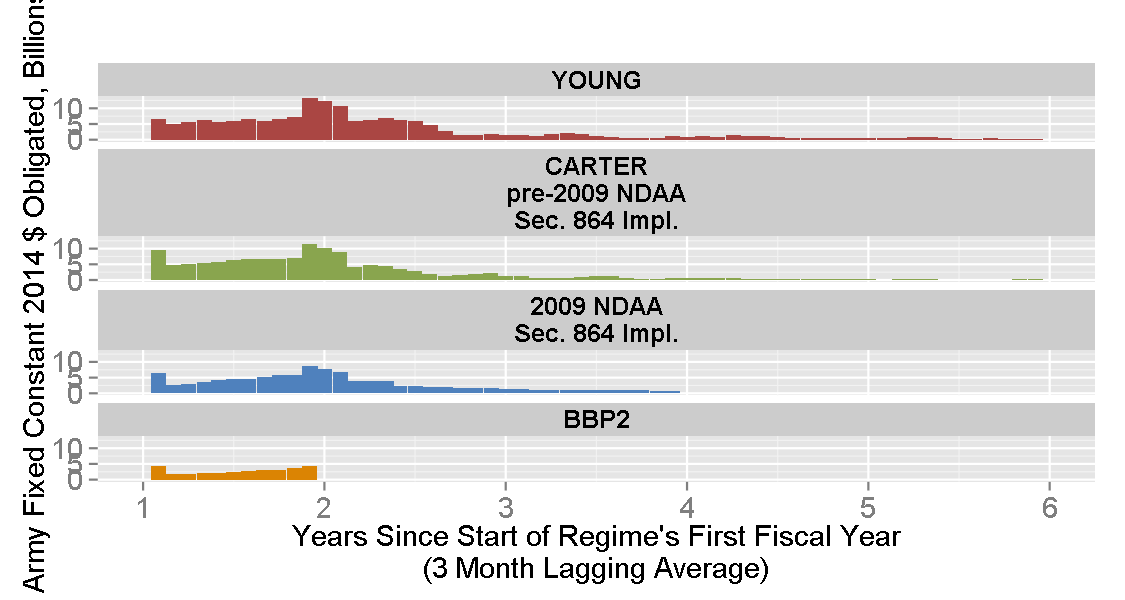 Army Fixed Constant 2014 $ Obligated, Billions
YOUNG
10
5
0
CARTER
pre-2009 NDAA
Sec. 864 Impl.
10
5
0
2009 NDAA
Sec. 864 Impl.
10
5
0
BBP2
10
5
0
1 2 3 4 5 6
Years Since Start of Regime's First Fiscal Year
(3 Month Lagging Average)